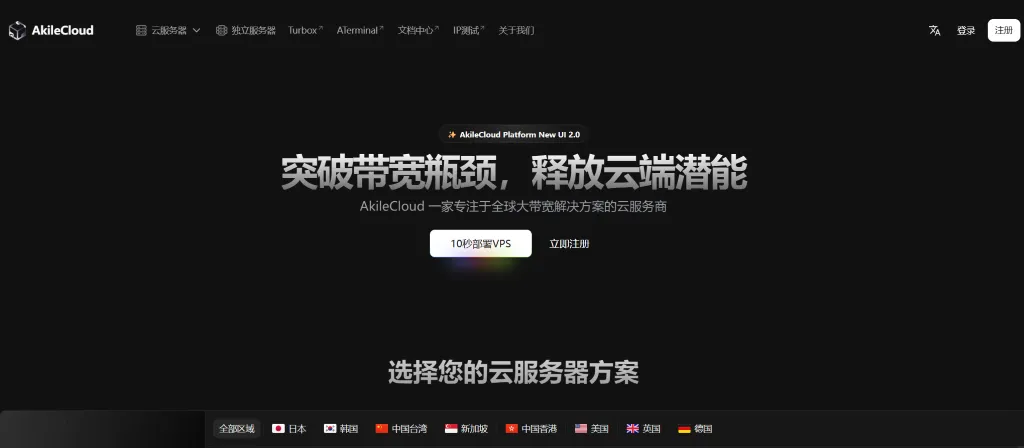 AkileCloud 云服务器 独立服务器 Turbox ATerminal 文档中心 IP测试 关于我们 登录 注册
✨ AkileCloud Platform New UI 2.0
突破带宽瓶颈，释放云端潜能
AkileCloud 一家专注于全球大带宽解决方案的云服务商
10秒部署VPS 立即注册
选择您的云服务器方案
全部区域 日本 韩国 中国台湾 新加坡 中国香港 美国 英国 德国